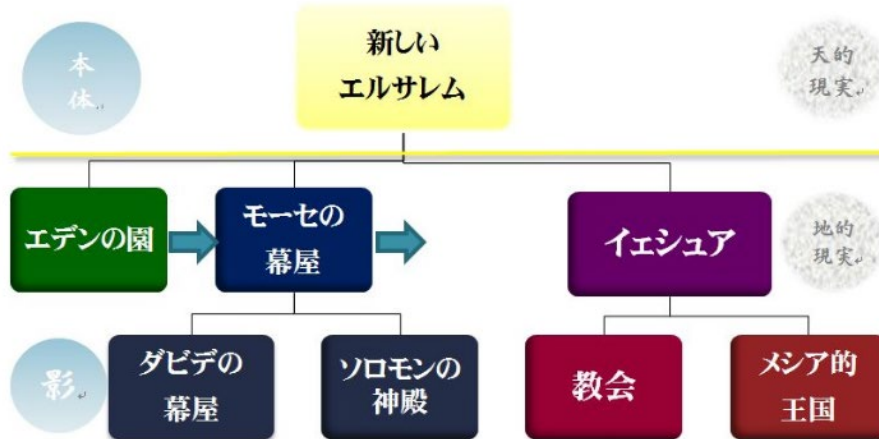 本
体
新しい
エルサレム
天的
現実
エデンの園
モーセの
幕屋
イェシュア
地的
現実
影
ダビデの
幕屋
ソロモンの
神殿
教会
メシア的
王国